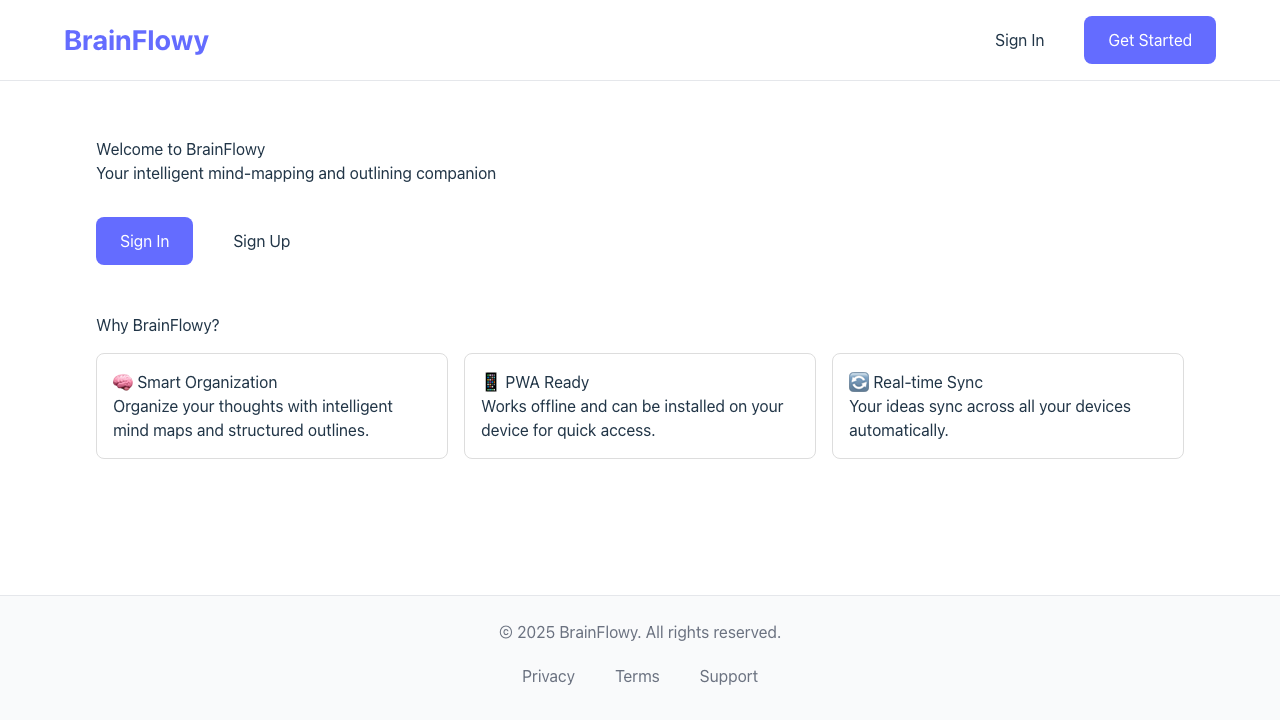 BrainFlowy
Sign In
Get Started
Welcome to BrainFlowy
Your intelligent mind-mapping and outlining companion
Sign In
Sign Up
Why BrainFlowy?
🧠 Smart Organization
Organize your thoughts with intelligent
mind maps and structured outlines.
📱 PWA Ready
Works offline and can be installed on your
device for quick access.
🔄 Real-time Sync
Your ideas sync across all your devices
automatically.
© 2025 BrainFlowy. All rights reserved.
Privacy
Terms
Support